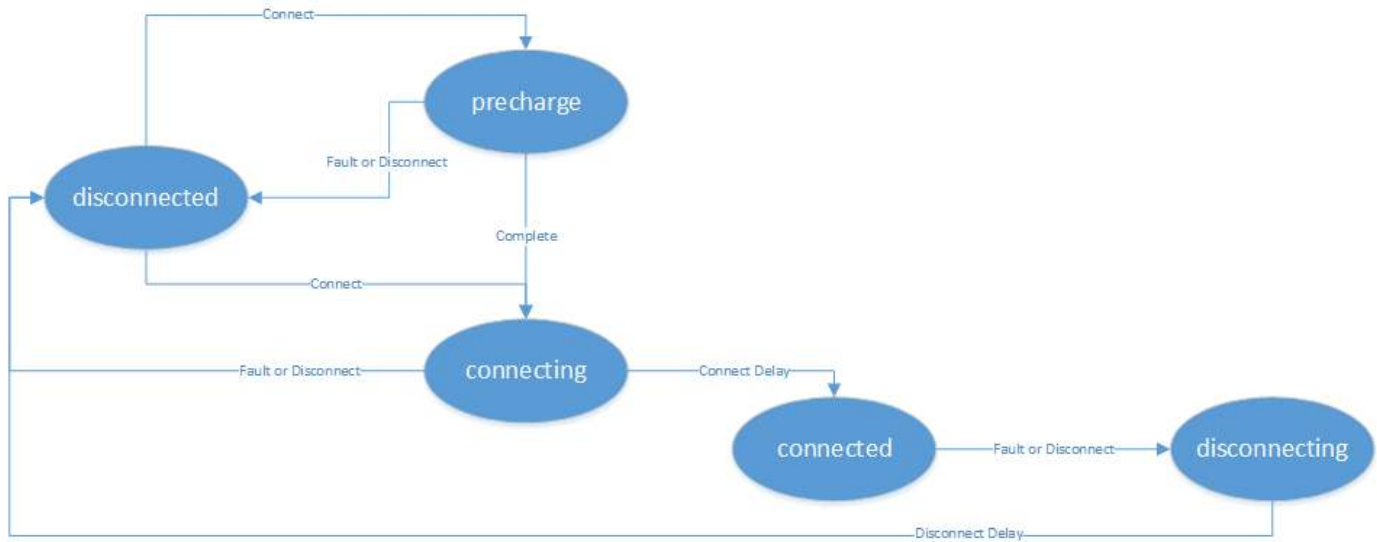 Connect
precharge
Fault or Disconnect
disconnected
Complete
Connect
Fault or Disconnect
connecting
Connect Delay
connected
Fault or Disconnect
disconnecting
Disconnect Delay